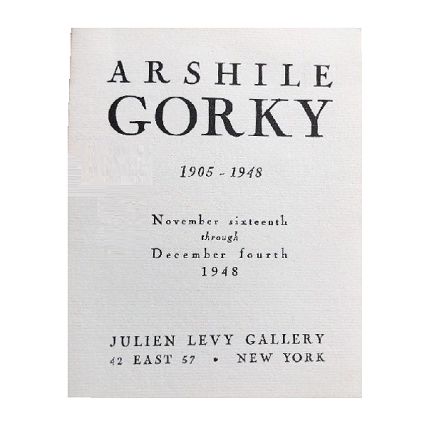 ARSHILE
GORKY
1905 - 1948
November sixteenth
through
December fourth
1948
JULIEN LEVY GALLERY
42 EAST 57 • NEW YORK